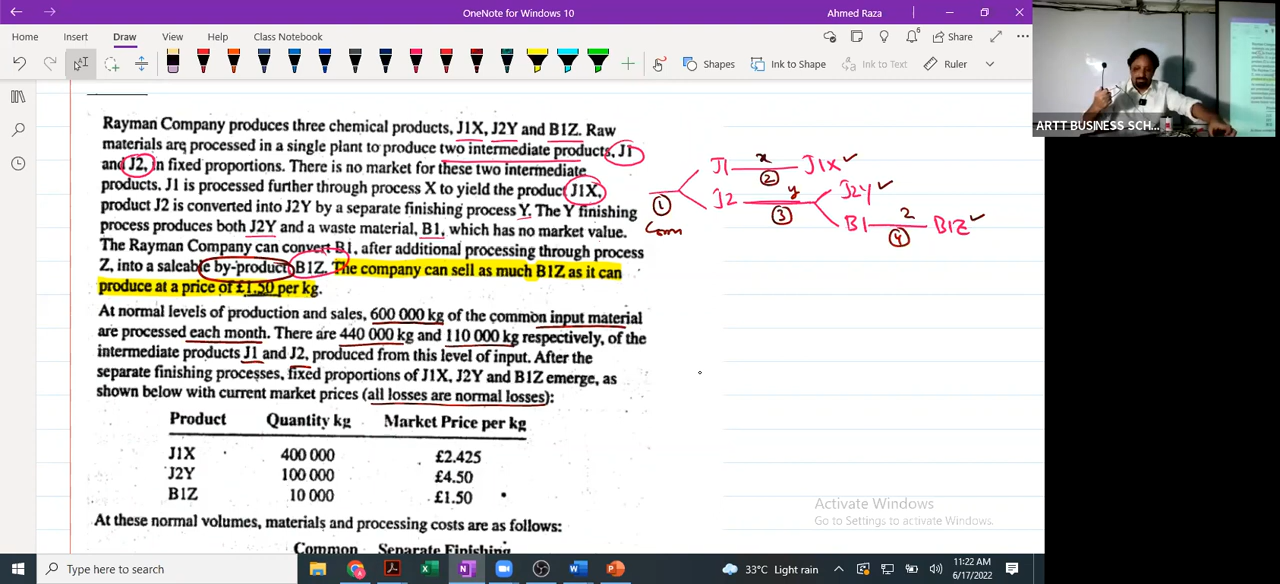 OneNote for Windows 10
Ahmed Raza
Home Insert Draw View Help Class Notebook
Share
Shapes Ink to Shape Ink to Text Ruler
ARTT BUSINESS SCH...
Rayman Company produces three chemical products, J1X, J2Y and B1Z. Raw
materials are processed in a single plant to produce two intermediate products, J1
and J2, in fixed proportions. There is no market for these two intermediate
products. J1 is processed further through process X to yield the product J1X,
product J2 is converted into J2Y by a separate finishing process Y. The Y finishing
process produces both J2Y and a waste material, B1, which has no market value.
The Rayman Company can convert B1, after additional processing through process
Z, into a saleable by-product B1Z. The company can sell as much B1Z as it can
produce at a price of £1.50 per kg.
At normal levels of production and sales, 600 000 kg of the common input material
are processed each month. There are 440 000 kg and 110 000 kg respectively, of the
intermediate products J1 and J2, produced from this level of input. After the
separate finishing processes, fixed proportions of J1X, J2Y and B1Z emerge, as
shown below with current market prices (all losses are normal losses):
Product Quantity kg Market Price per kg
J1X 400 000 £2.425
J2Y 100 000 £4.50
B1Z 10 000 £1.50
At these normal volumes, materials and processing costs are as follows:
Common Separate Finishing
J1 x J1X
2
J2 y J2Y
1 3
Com B1 2 B1Z
4
Activate Windows
Go to Settings to activate Windows.
Type here to search
33°C Light rain
11:22 AM
6/17/2022